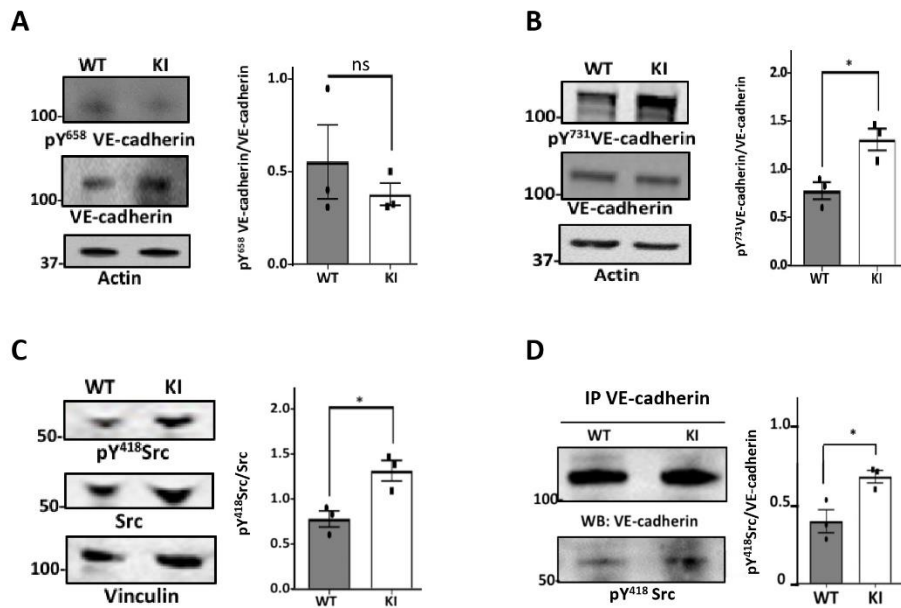 A
WT KI
100
pY⁶⁵⁸ VE-cadherin
100
VE-cadherin
37
Actin
pY⁶⁵⁸ VE-cadherin/VE-cadherin
1.0
0.5
0.0
ns
WT KI
B
WT KI
100
pY⁷³¹VE-cadherin
100
VE-cadherin
37
Actin
pY⁷³¹VE-cadherin/VE-cadherin
2.0
1.5
1.0
0.5
0.0
*
WT KI
C
WT KI
50
pY⁴¹⁸Src
50
Src
100
Vinculin
pY⁴¹⁸Src/Src
2.0
1.5
1.0
0.5
0.0
*
WT KI
D
IP VE-cadherin
WT KI
100
WB: VE-cadherin
50
pY⁴¹⁸ Src
pY⁴¹⁸Src/VE-cadherin
1.0
0.5
0
*
WT KI